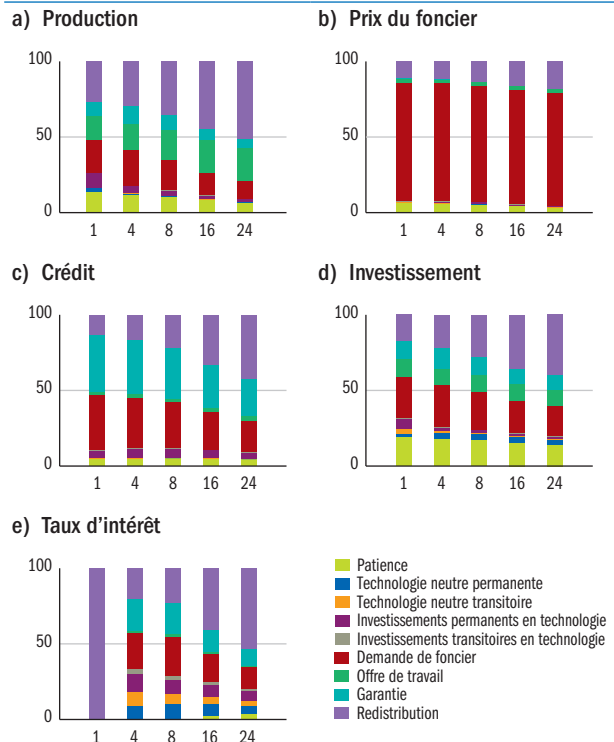 a) Production
100
50
0
1 4 8 16 24
b) Prix du foncier
100
50
0
1 4 8 16 24
c) Crédit
100
50
0
1 4 8 16 24
d) Investissement
100
50
0
1 4 8 16 24
e) Taux d’intérêt
100
50
0
1 4 8 16 24
Patience
Technologie neutre permanente
Technologie neutre transitoire
Investissements permanents en technologie
Investissements transitoires en technologie
Demande de foncier
Offre de travail
Garantie
Redistribution